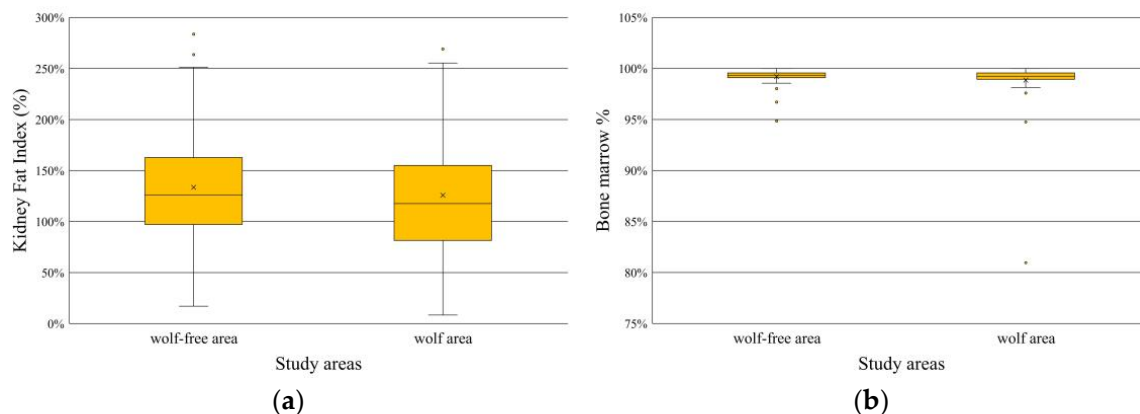 300%
250%
200%
150%
100%
50%
0%
Kidney Fat Index (%)
wolf-free area
wolf area
Study areas
(a)
105%
100%
95%
90%
85%
80%
75%
Bone marrow %
wolf-free area
wolf area
Study areas
(b)